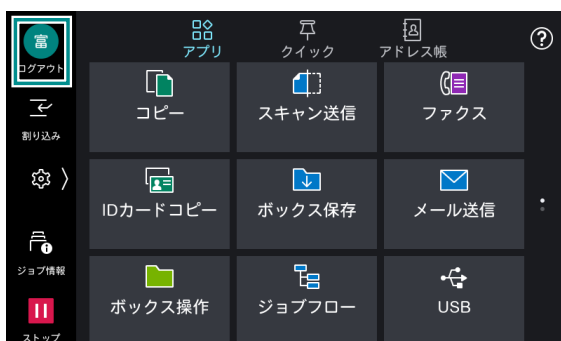 富
ログアウト
割り込み
ジョブ情報
ストップ
アプリ
クイック
アドレス帳
?
コピー
スキャン送信
ファクス
IDカードコピー
ボックス保存
メール送信
ボックス操作
ジョブフロー
USB